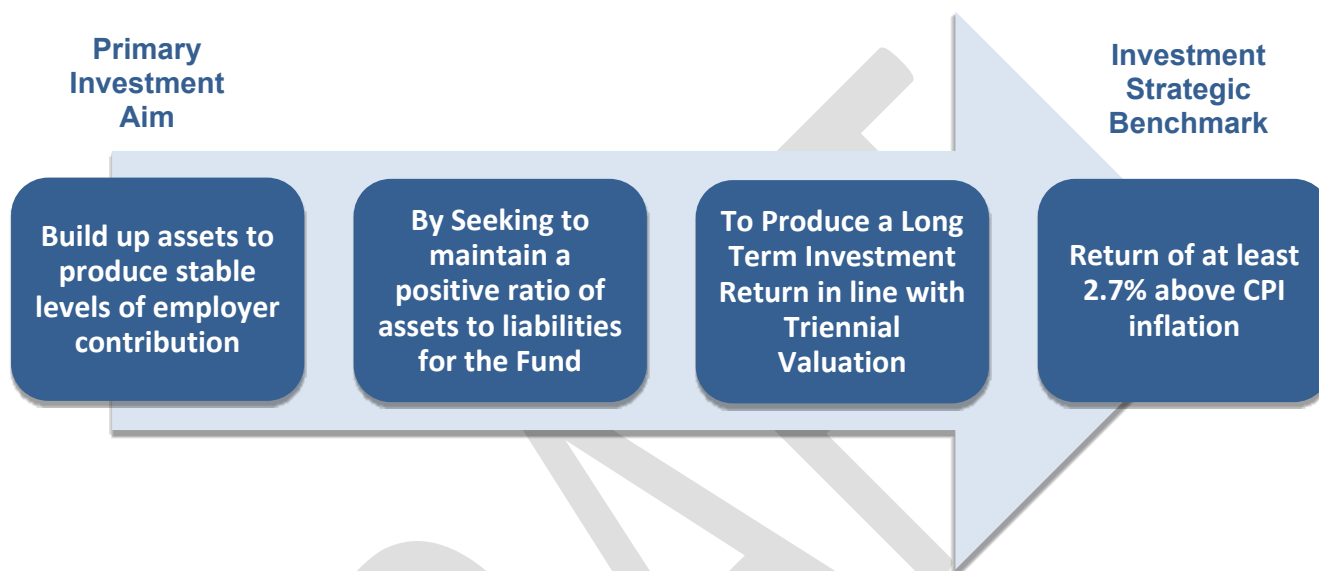 Primary
Investment
Aim
Investment
Strategic
Benchmark
Build up assets to
produce stable
levels of employer
contribution
By Seeking to
maintain a
positive ratio of
assets to liabilities
for the Fund
To Produce a Long
Term Investment
Return in line with
Triennial
Valuation
Return of at least
2.7% above CPI
inflation